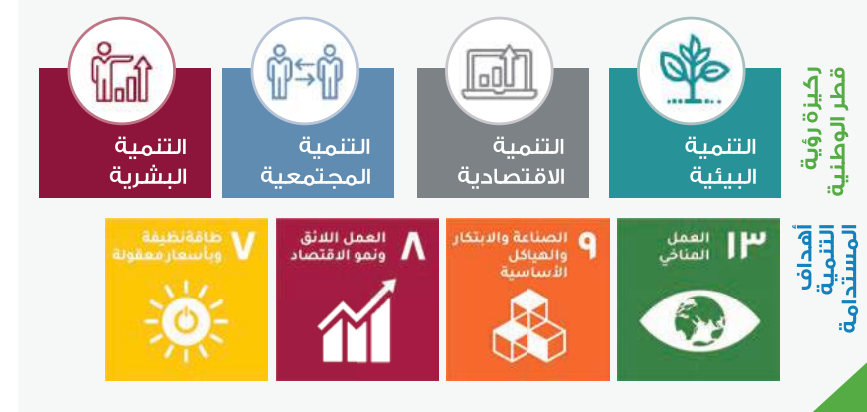 ركيزة رؤية
قطر الوطنية
التنمية
البيئية
التنمية
الاقتصادية
التنمية
المجتمعية
التنمية
البشرية
أهداف
التنمية
المستدامة
١٣ العمل
المناخي
٩ الصناعة والابتكار
والهياكل
الأساسية
٨ العمل اللائق
ونمو الاقتصاد
٧ طاقة نظيفة
وبأسعار معقولة